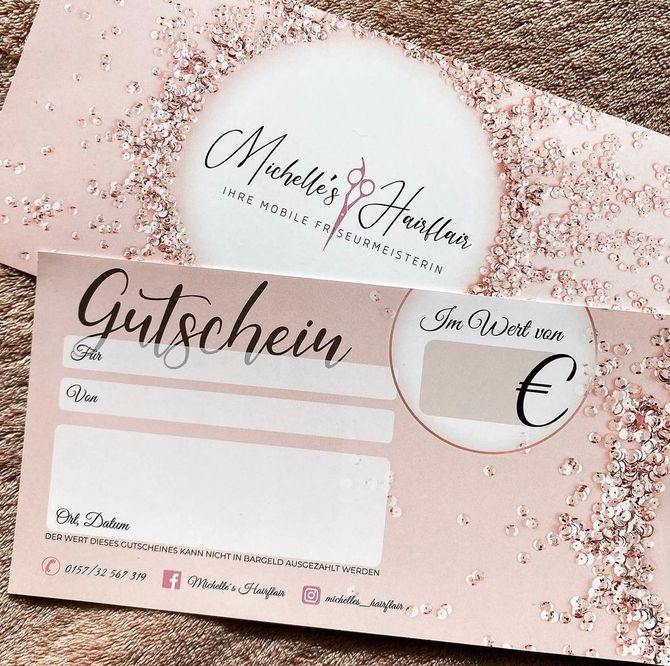 Michelle's Hairflair
IHRE MOBILE FRISEURMEISTERIN
Gutschein
Für
Von
Ort, Datum
Im Wert von
€
DER WERT DIESES GUTSCHEINES KANN NICHT IN BARGELD AUSGEZAHLT WERDEN
0157/32 567 319
Michelle´s Hairflair
michelles_hairflair